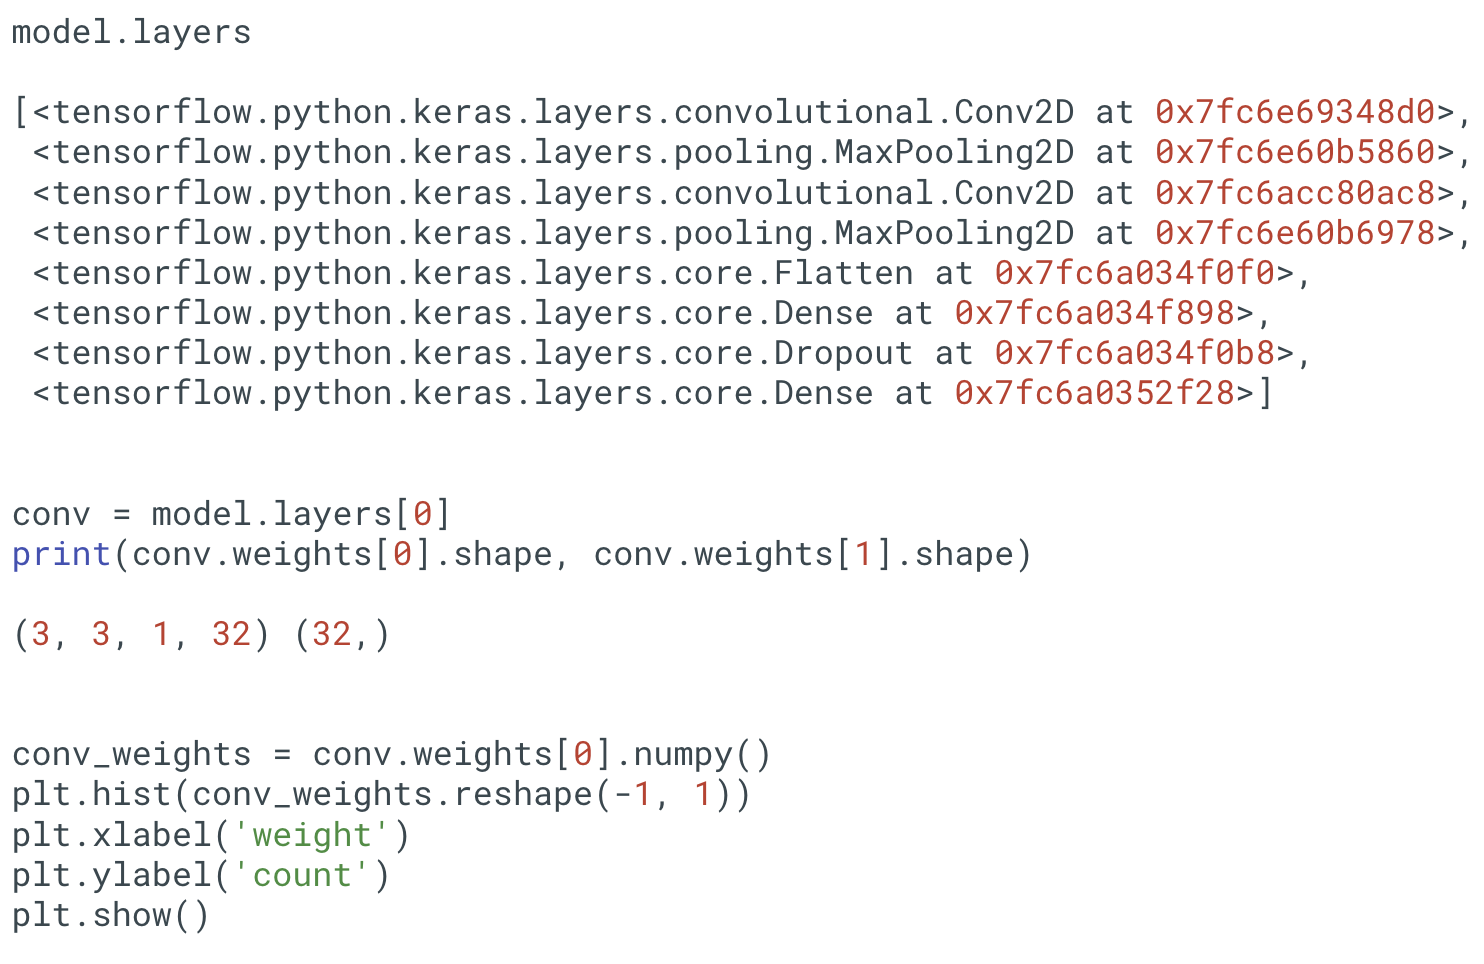 model.layers
[<tensorflow.python.keras.layers.convolutional.Conv2D at 0x7fc6e69348d0>,
 <tensorflow.python.keras.layers.pooling.MaxPooling2D at 0x7fc6e60b5860>,
 <tensorflow.python.keras.layers.convolutional.Conv2D at 0x7fc6acc80ac8>,
 <tensorflow.python.keras.layers.pooling.MaxPooling2D at 0x7fc6e60b6978>,
 <tensorflow.python.keras.layers.core.Flatten at 0x7fc6a034f0f0>,
 <tensorflow.python.keras.layers.core.Dense at 0x7fc6a034f898>,
 <tensorflow.python.keras.layers.core.Dropout at 0x7fc6a034f0b8>,
 <tensorflow.python.keras.layers.core.Dense at 0x7fc6a0352f28>]
conv = model.layers[0]
print(conv.weights[0].shape, conv.weights[1].shape)
(3, 3, 1, 32) (32,)
conv_weights = conv.weights[0].numpy()
plt.hist(conv_weights.reshape(-1, 1))
plt.xlabel('weight')
plt.ylabel('count')
plt.show()